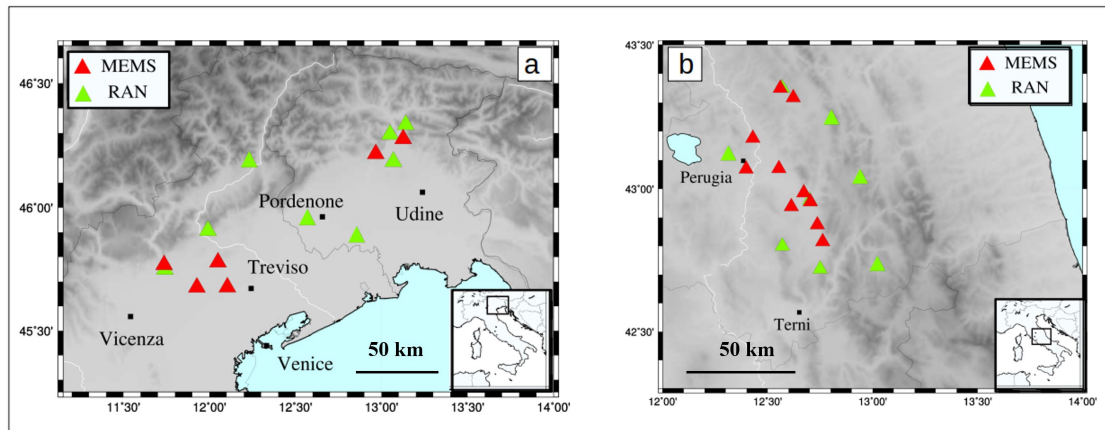 MEMS
RAN
a
46°30'
46°00'
45°30'
Pordenone
Udine
Treviso
Vicenza
Venice
50 km
11°30'
12°00'
12°30'
13°00'
13°30'
14°00'
43°30'
b
MEMS
RAN
Perugia
43°00'
42°30'
Terni
50 km
12°00'
12°30'
13°00'
13°30'
14°00'